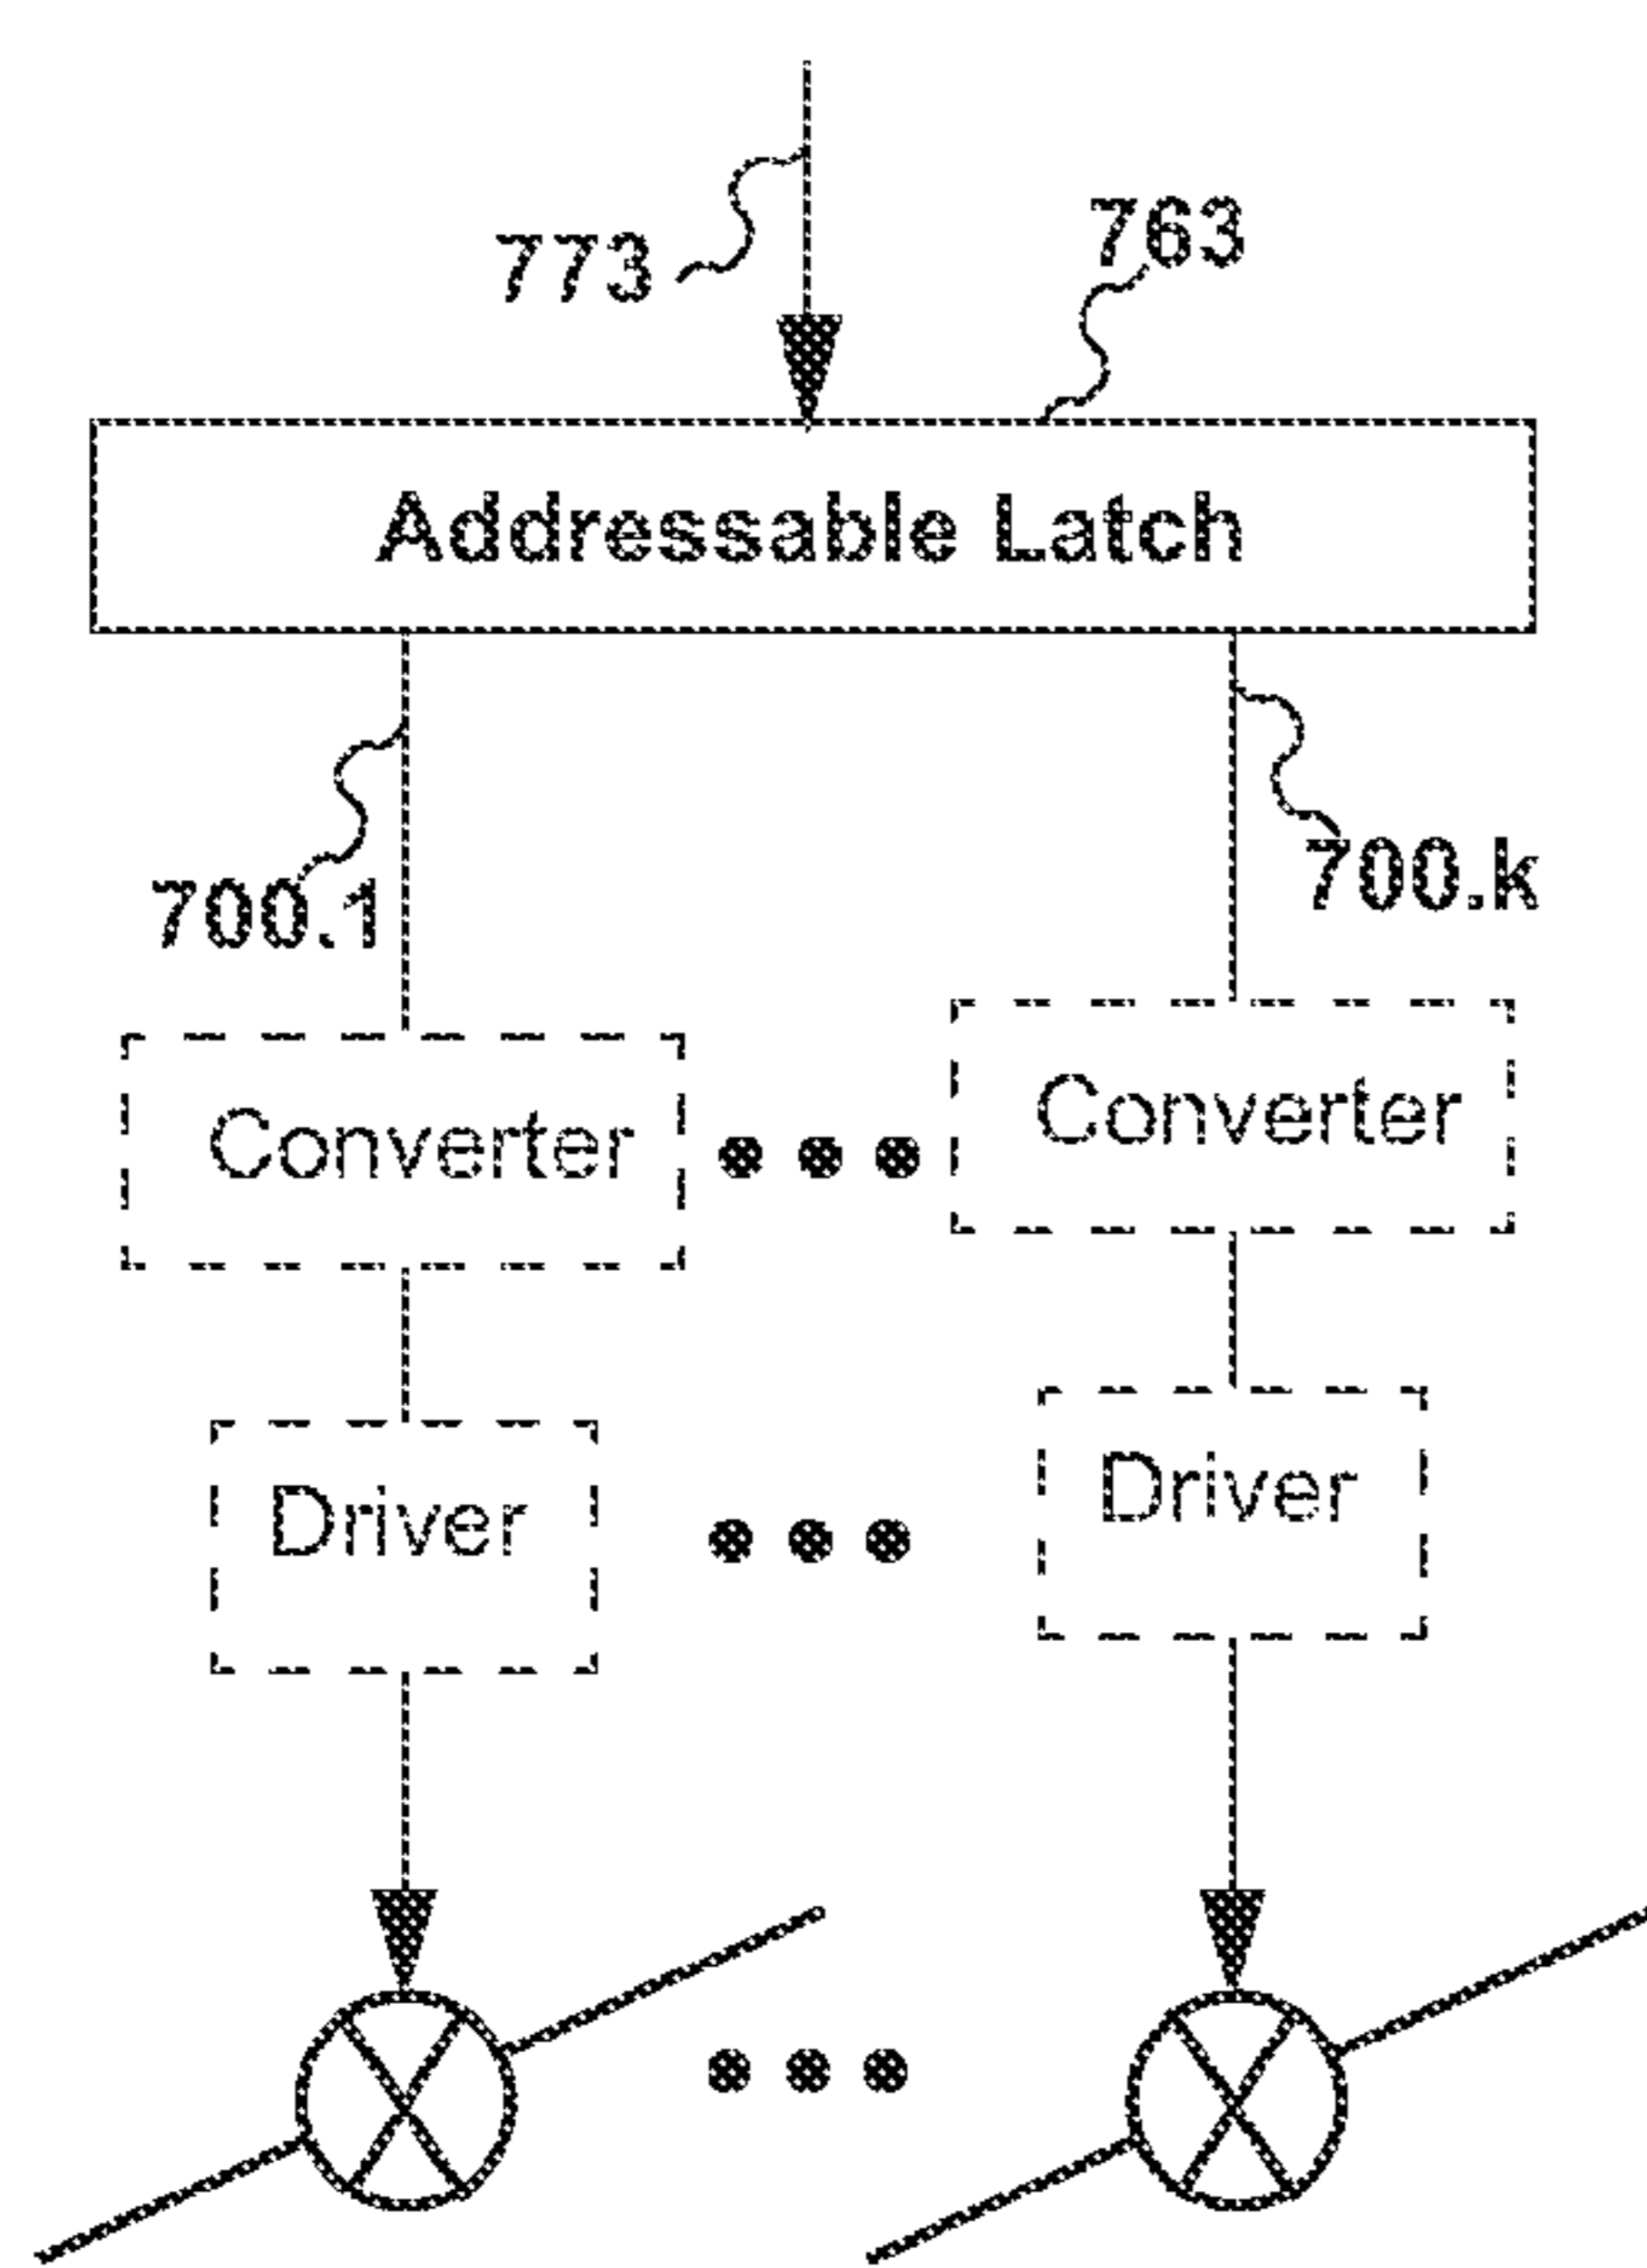 773
763
Addressable Latch
700.1
700.k
Converter
Converter
Driver
Driver